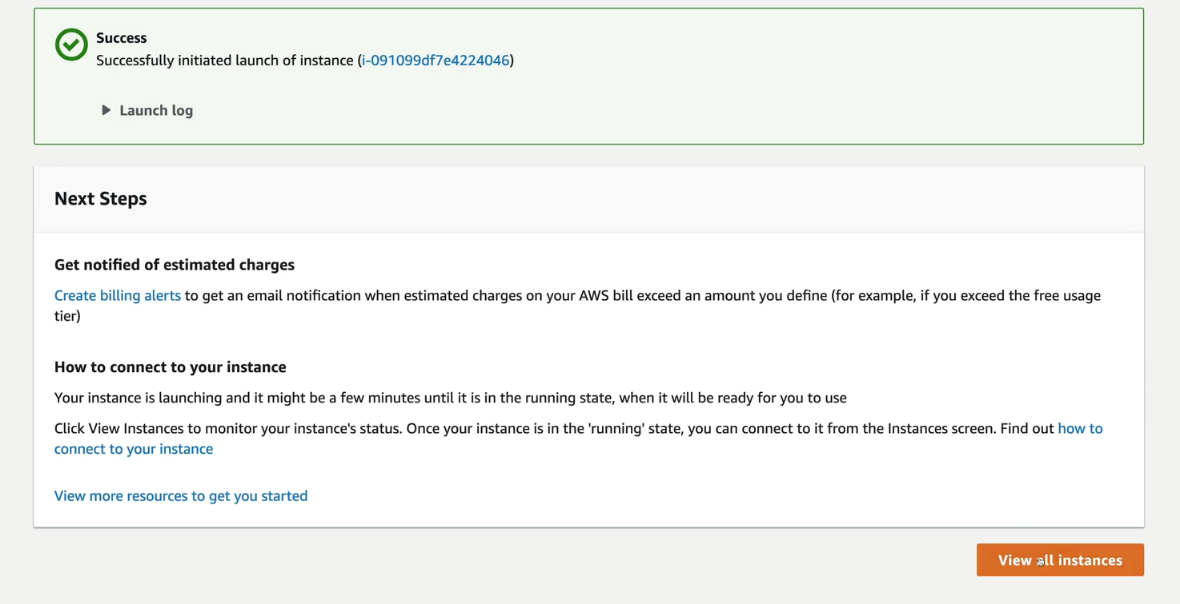 Success
Successfully initiated launch of instance (i-091099df7e4224046)
Launch log
Next Steps
Get notified of estimated charges
Create billing alerts to get an email notification when estimated charges on your AWS bill exceed an amount you define (for example, if you exceed the free usage
tier)
How to connect to your instance
Your instance is launching and it might be a few minutes until it is in the running state, when it will be ready for you to use
Click View Instances to monitor your instance's status. Once your instance is in the 'running' state, you can connect to it from the Instances screen. Find out how to
connect to your instance
View more resources to get you started
View all instances